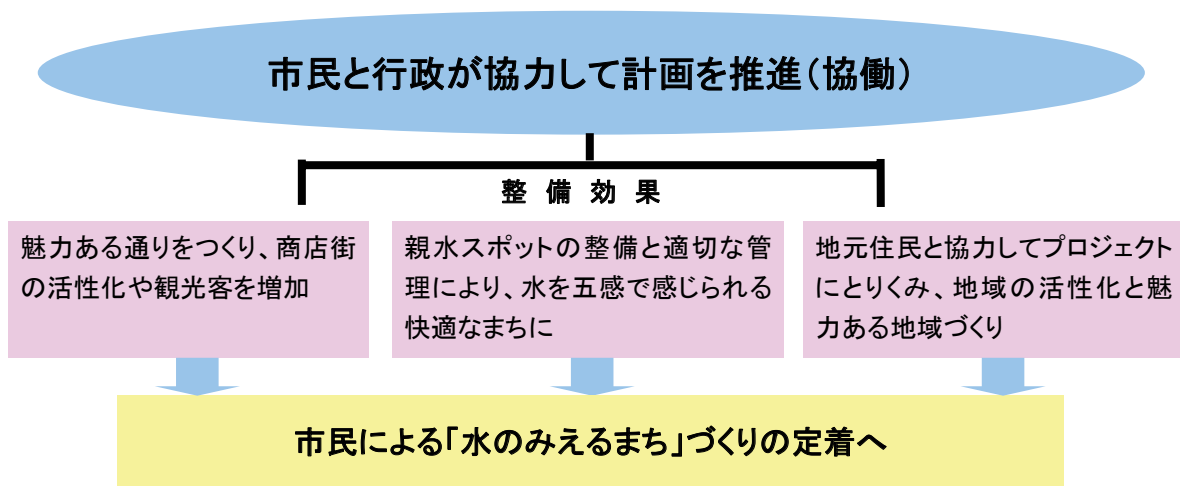 市民と行政が協力して計画を推進（協働）
整備効果
魅力ある通りをつくり、商店街
の活性化や観光客を増加
親水スポットの整備と適切な管
理により、水を五感で感じられる
快適なまちに
地元住民と協力してプロジェクト
にとりくみ、地域の活性化と魅
力ある地域づくり
市民による「水のみえるまち」づくりの定着へ